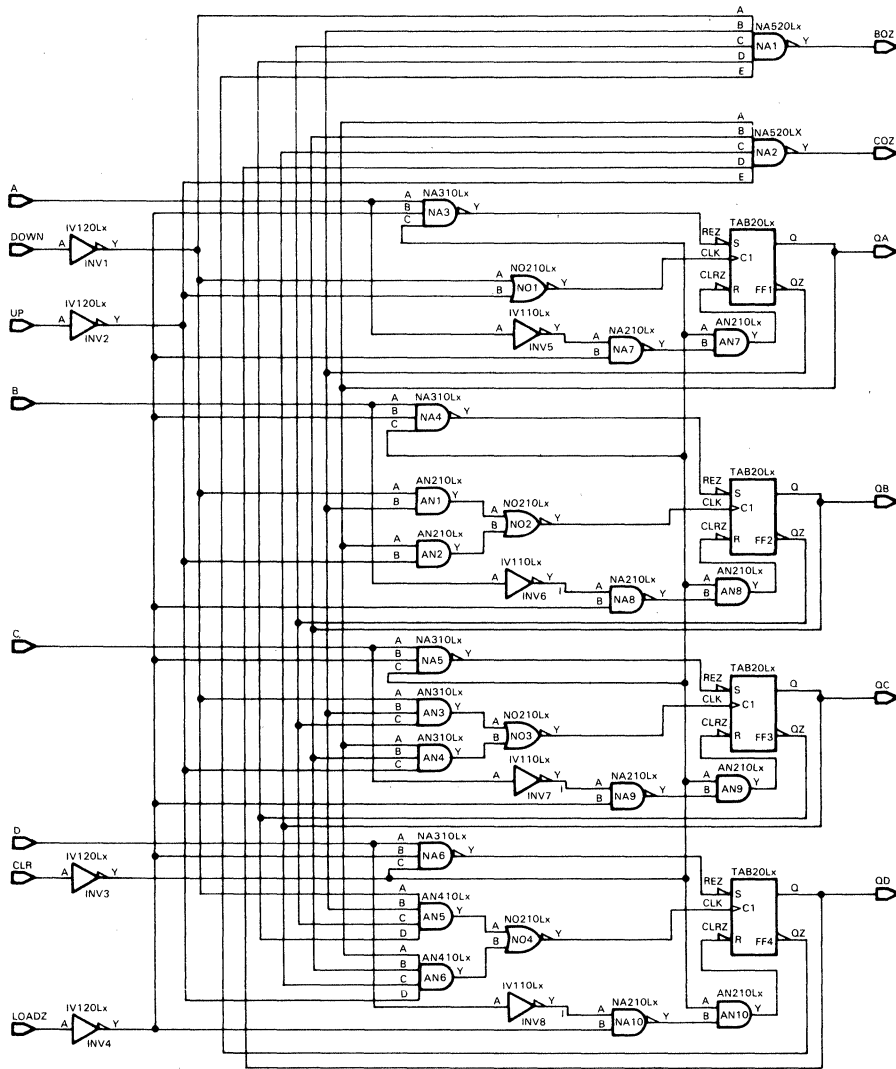 A
B NA520Lx
C NA1 Y BOZ
D
E
A
B NA520LX
C NA2 Y COZ
D
E
A
NA310Lx
A
B NA3 Y
C
IV120Lx
DOWN A Y
INV1
TAB20Lx
REZ S Q
CLK C1 QA
CLRZ R FF1 QZ
NO210Lx
A
B NO1 Y
IV120Lx
UP A Y
INV2
IV110Lx
A Y
INV5
NA210Lx
A
B NA7 Y
AN210Lx
A
B AN7 Y
B
NA310Lx
A
B NA4 Y
C
TAB20Lx
REZ S Q
CLK C1 QB
CLRZ R FF2 QZ
AN210Lx
A
B AN1 Y
NO210Lx
A
B NO2 Y
AN210Lx
A
B AN2 Y
IV110Lx
A Y
INV6
NA210Lx
B NA8 Y
AN210Lx
A
B AN8 Y
C
NA310Lx
A
B NA5 Y
C
TAB20Lx
REZ S Q
CLK C1 QC
CLRZ R FF3 QZ
AN310Lx
A
B AN3 Y
C
NO210Lx
A
B NO3 Y
AN310Lx
A
B AN4 Y
C
IV110Lx
A Y
INV7
NA210Lx
B NA9 Y
AN210Lx
A
B AN9 Y
D
NA310Lx
A
B NA6 Y
C
IV120Lx
CLR A Y
INV3
TAB20Lx
REZ S Q
CLK C1 QD
CLRZ R FF4 QZ
AN410Lx
A
B AN5 Y
C
D
NO210Lx
A
B NO4 Y
AN410Lx
A
B AN6 Y
C
D
IV110Lx
A Y
INV8
NA210Lx
B NA10 Y
AN210Lx
A
B AN10 Y
IV120Lx
LOADZ A Y
INV4